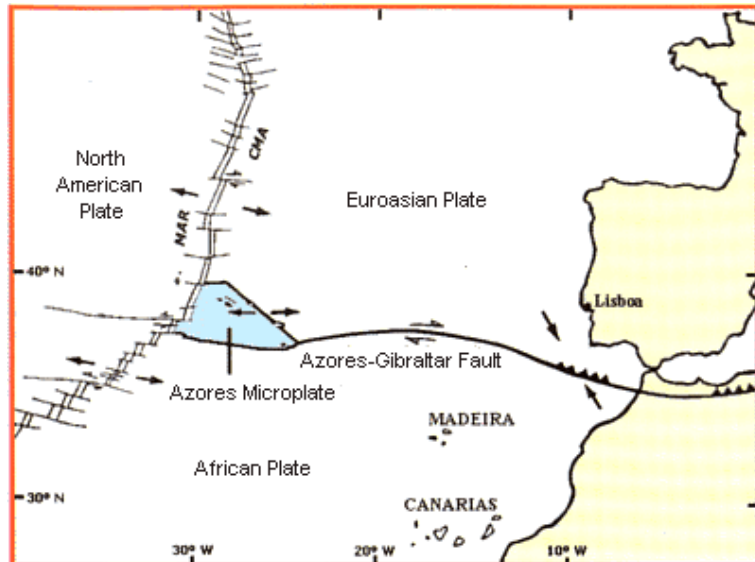 CMA
North
American
Plate
Euroasian Plate
MAR
40° N
Lisboa
Azores-Gibraltar Fault
Azores Microplate
MADEIRA
African Plate
30° N
CANARIAS
30° W
20° W
10° W